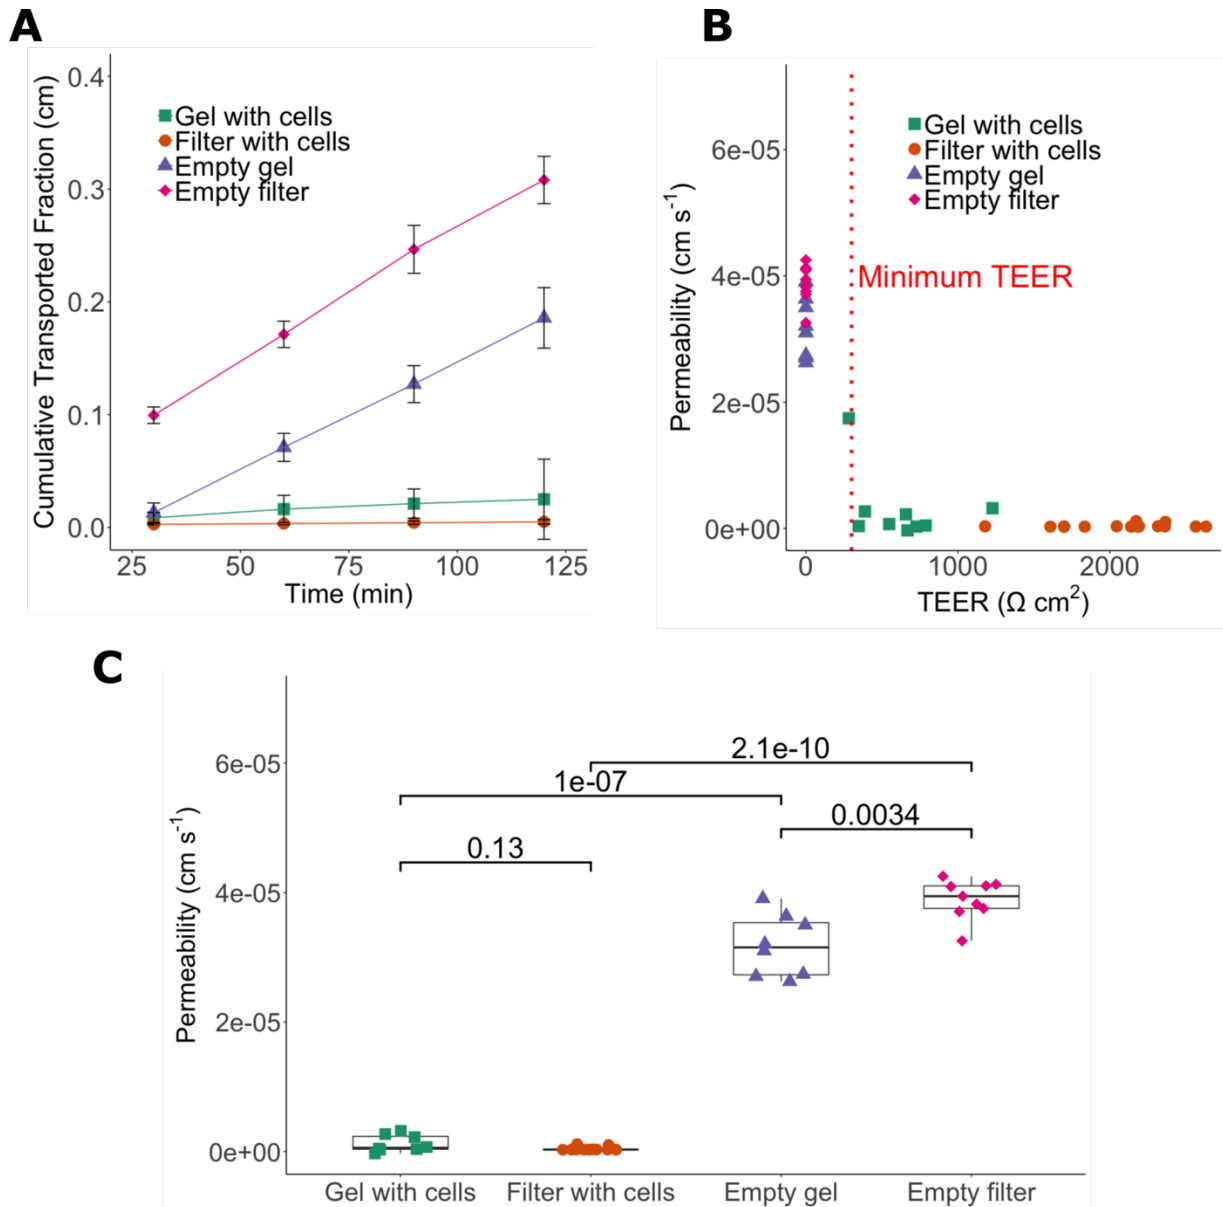 A
Cumulative Transported Fraction (cm)
0.4
0.3
0.2
0.1
0.0
Gel with cells
Filter with cells
Empty gel
Empty filter
25 50 75 100 125
Time (min)
B
Permeability (cm s-1)
6e-05
4e-05
2e-05
0e+00
Gel with cells
Filter with cells
Empty gel
Empty filter
Minimum TEER
0 1000 2000
TEER (Ω cm2)
C
Permeability (cm s-1)
6e-05
4e-05
2e-05
0e+00
2.1e-10
1e-07
0.0034
0.13
Gel with cells Filter with cells Empty gel Empty filter